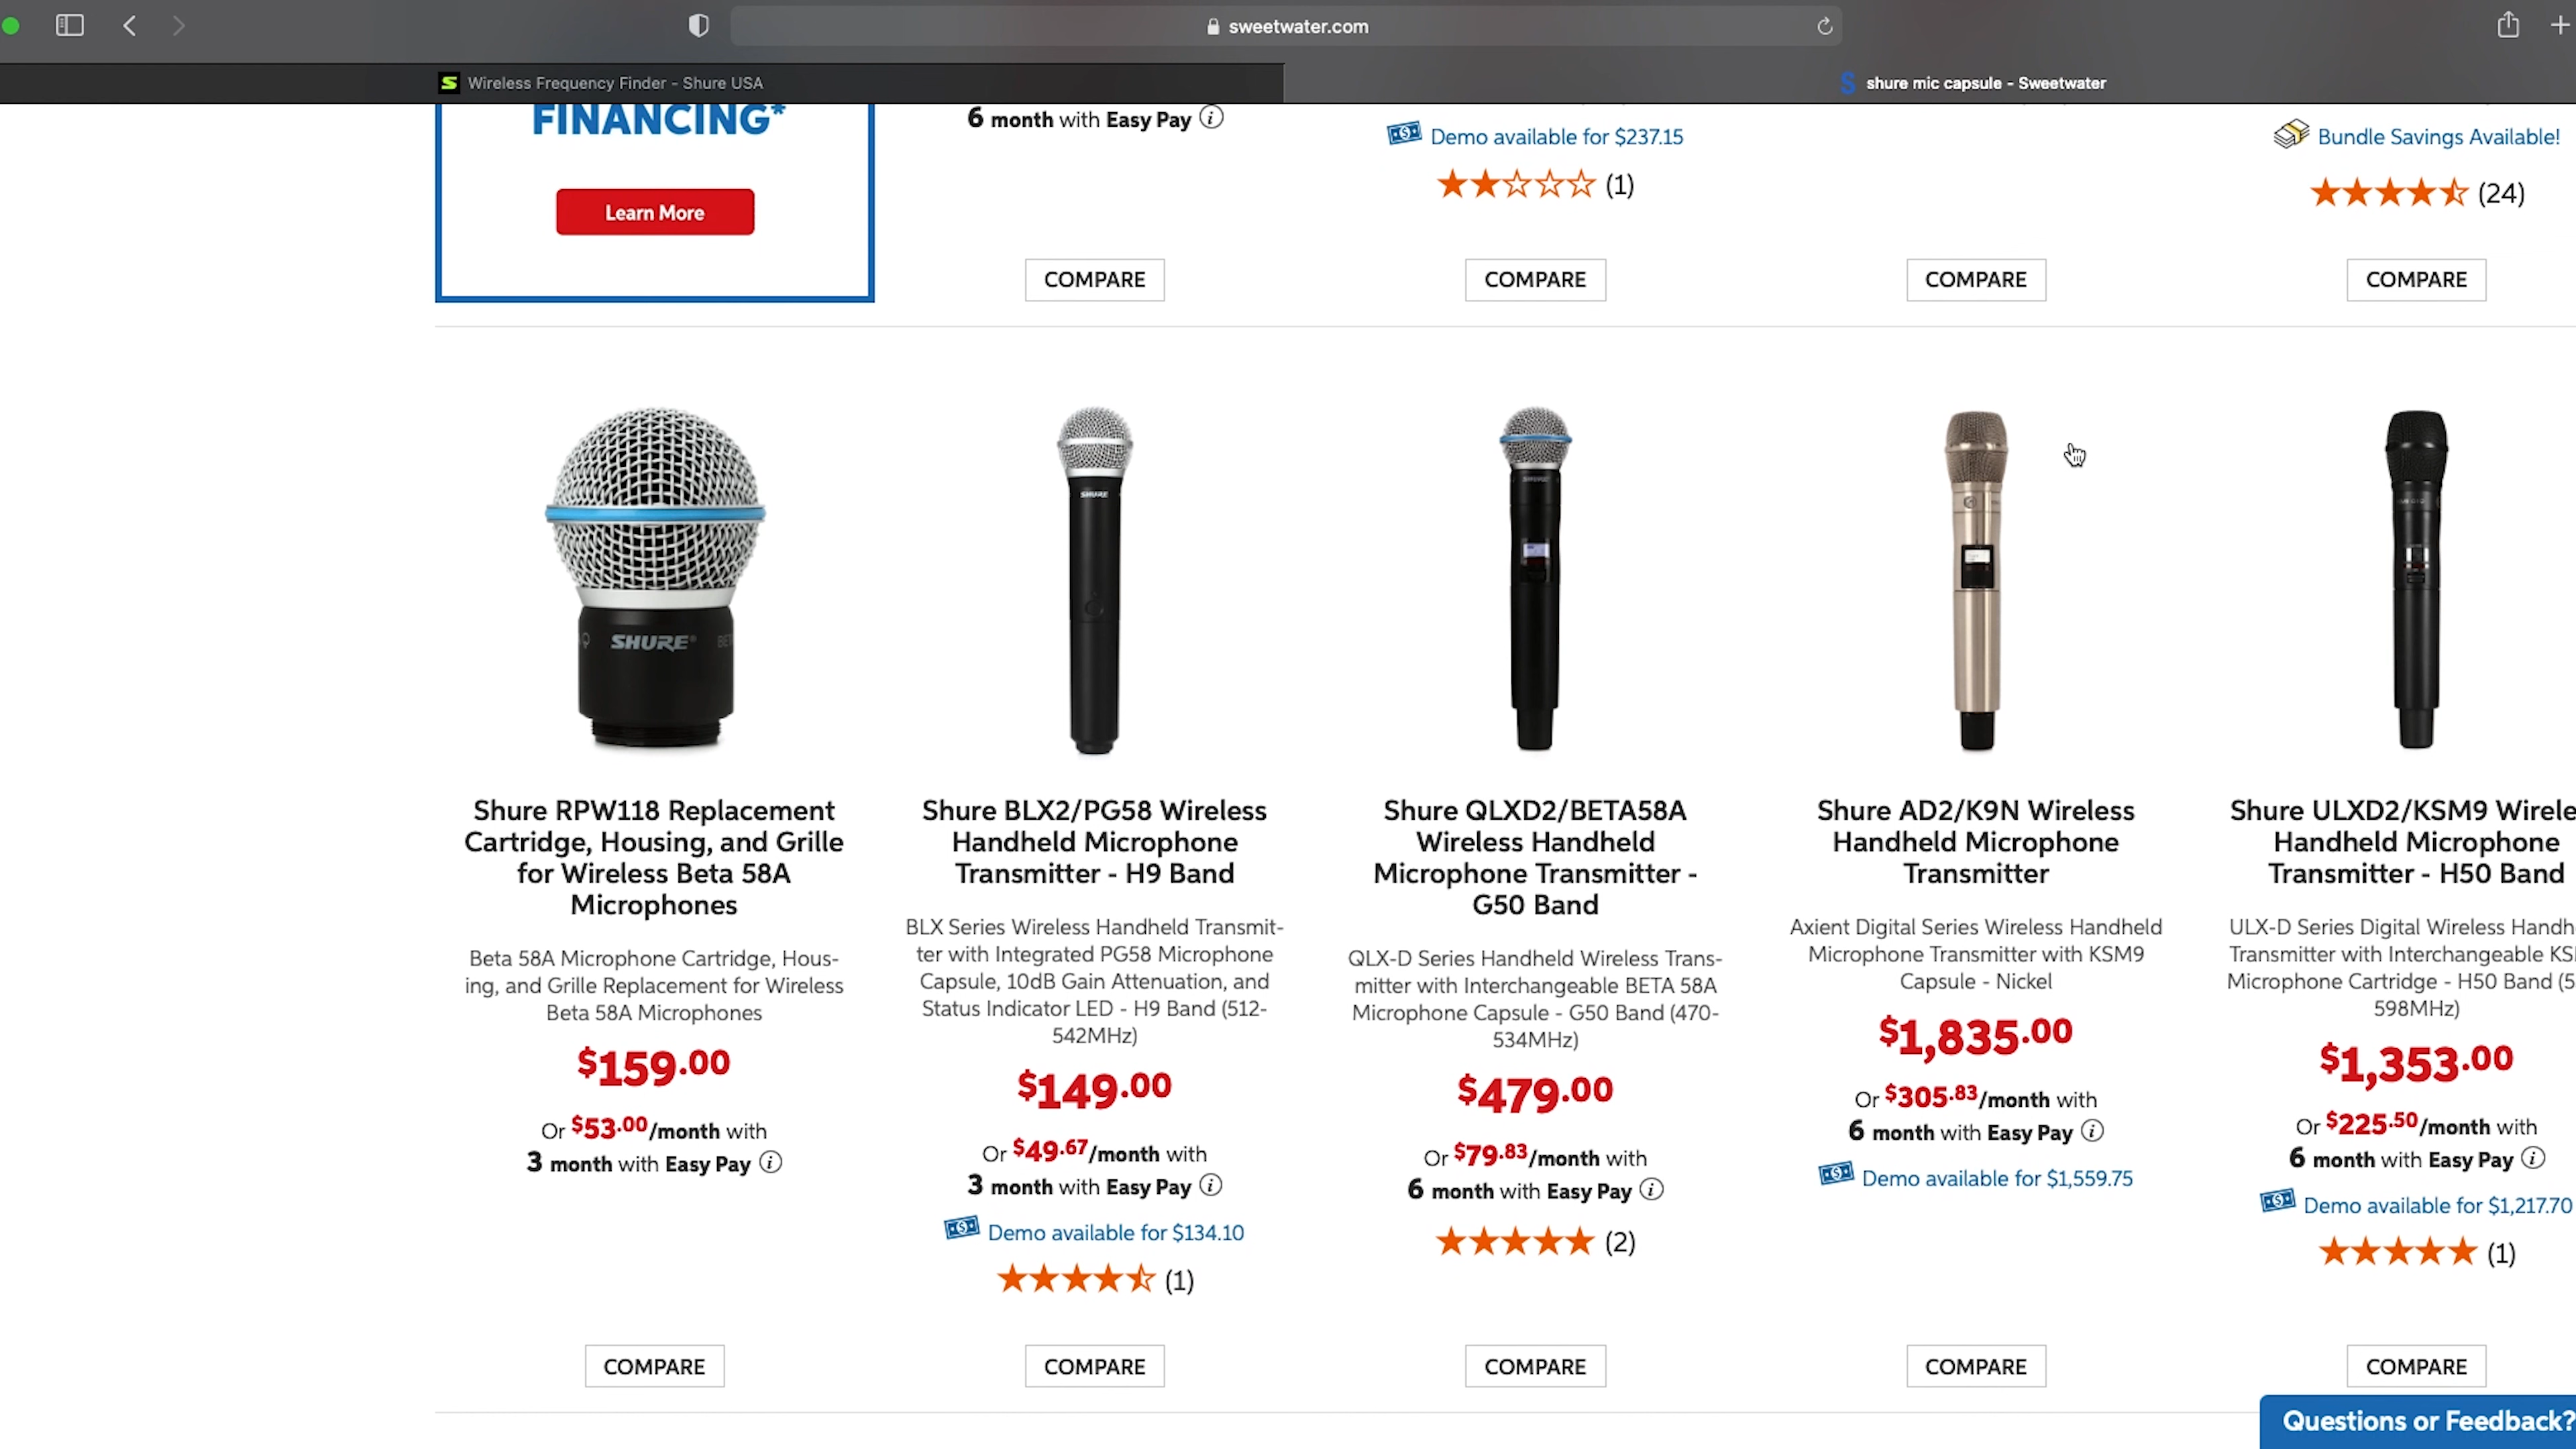 sweetwater.com
Wireless Frequency Finder - Shure USA
shure mic capsule - Sweetwater
FINANCING*
Learn More
6 month with Easy Pay
Demo available for $237.15
(1)
Bundle Savings Available!
(24)
COMPARE
COMPARE
COMPARE
COMPARE
SHURE
SHURE
Shure RPW118 Replacement
Cartridge, Housing, and Grille
for Wireless Beta 58A
Microphones
Beta 58A Microphone Cartridge, Hous-
ing, and Grille Replacement for Wireless
Beta 58A Microphones
$159.00
Or $53.00/month with
3 month with Easy Pay
COMPARE
Shure BLX2/PG58 Wireless
Handheld Microphone
Transmitter - H9 Band
BLX Series Wireless Handheld Transmit-
ter with Integrated PG58 Microphone
Capsule, 10dB Gain Attenuation, and
Status Indicator LED - H9 Band (512-
542MHz)
$149.00
Or $49.67/month with
3 month with Easy Pay
Demo available for $134.10
(1)
COMPARE
Shure QLXD2/BETA58A
Wireless Handheld
Microphone Transmitter -
G50 Band
QLX-D Series Handheld Wireless Trans-
mitter with Interchangeable BETA 58A
Microphone Capsule - G50 Band (470-
534MHz)
$479.00
Or $79.83/month with
6 month with Easy Pay
(2)
COMPARE
Shure AD2/K9N Wireless
Handheld Microphone
Transmitter
Axient Digital Series Wireless Handheld
Microphone Transmitter with KSM9
Capsule - Nickel
$1,835.00
Or $305.83/month with
6 month with Easy Pay
Demo available for $1,559.75
COMPARE
Shure ULXD2/KSM9 Wirele
Handheld Microphone
Transmitter - H50 Band
ULX-D Series Digital Wireless Handh
Transmitter with Interchangeable KS
Microphone Cartridge - H50 Band (5
598MHz)
$1,353.00
Or $225.50/month with
6 month with Easy Pay
Demo available for $1,217.70
(1)
COMPARE
Questions or Feedback?